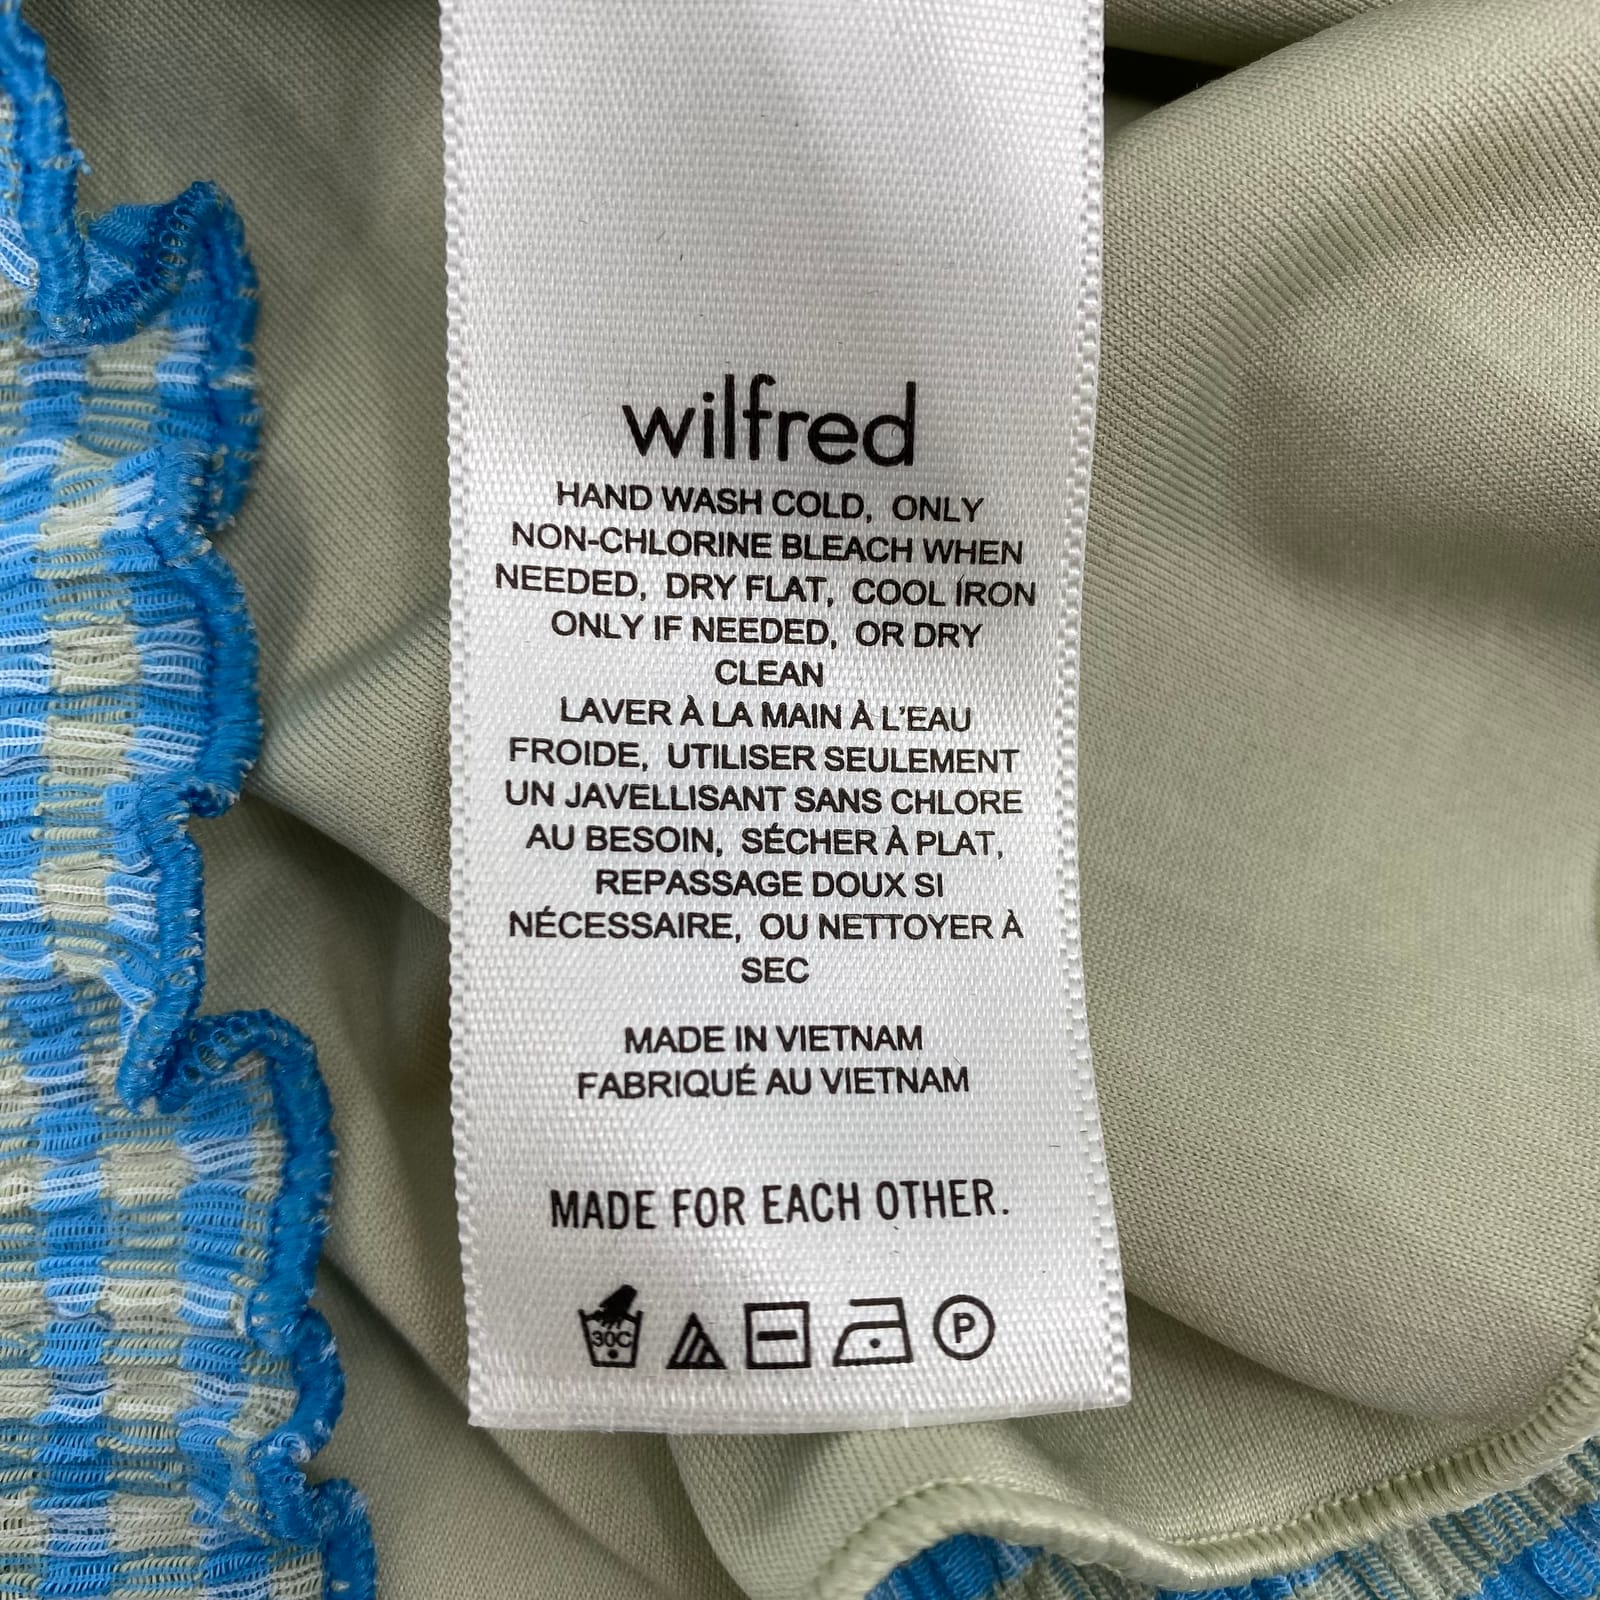 wilfred
HAND WASH COLD, ONLY
NON-CHLORINE BLEACH WHEN
NEEDED, DRY FLAT, COOL IRON
ONLY IF NEEDED, OR DRY
CLEAN
LAVER À LA MAIN À L'EAU
FROIDE, UTILISER SEULEMENT
UN JAVELLISANT SANS CHLORE
AU BESOIN, SÉCHER À PLAT,
REPASSAGE DOUX SI
NÉCESSAIRE, OU NETTOYER À
SEC
MADE IN VIETNAM
FABRIQUÉ AU VIETNAM
MADE FOR EACH OTHER.
30C P